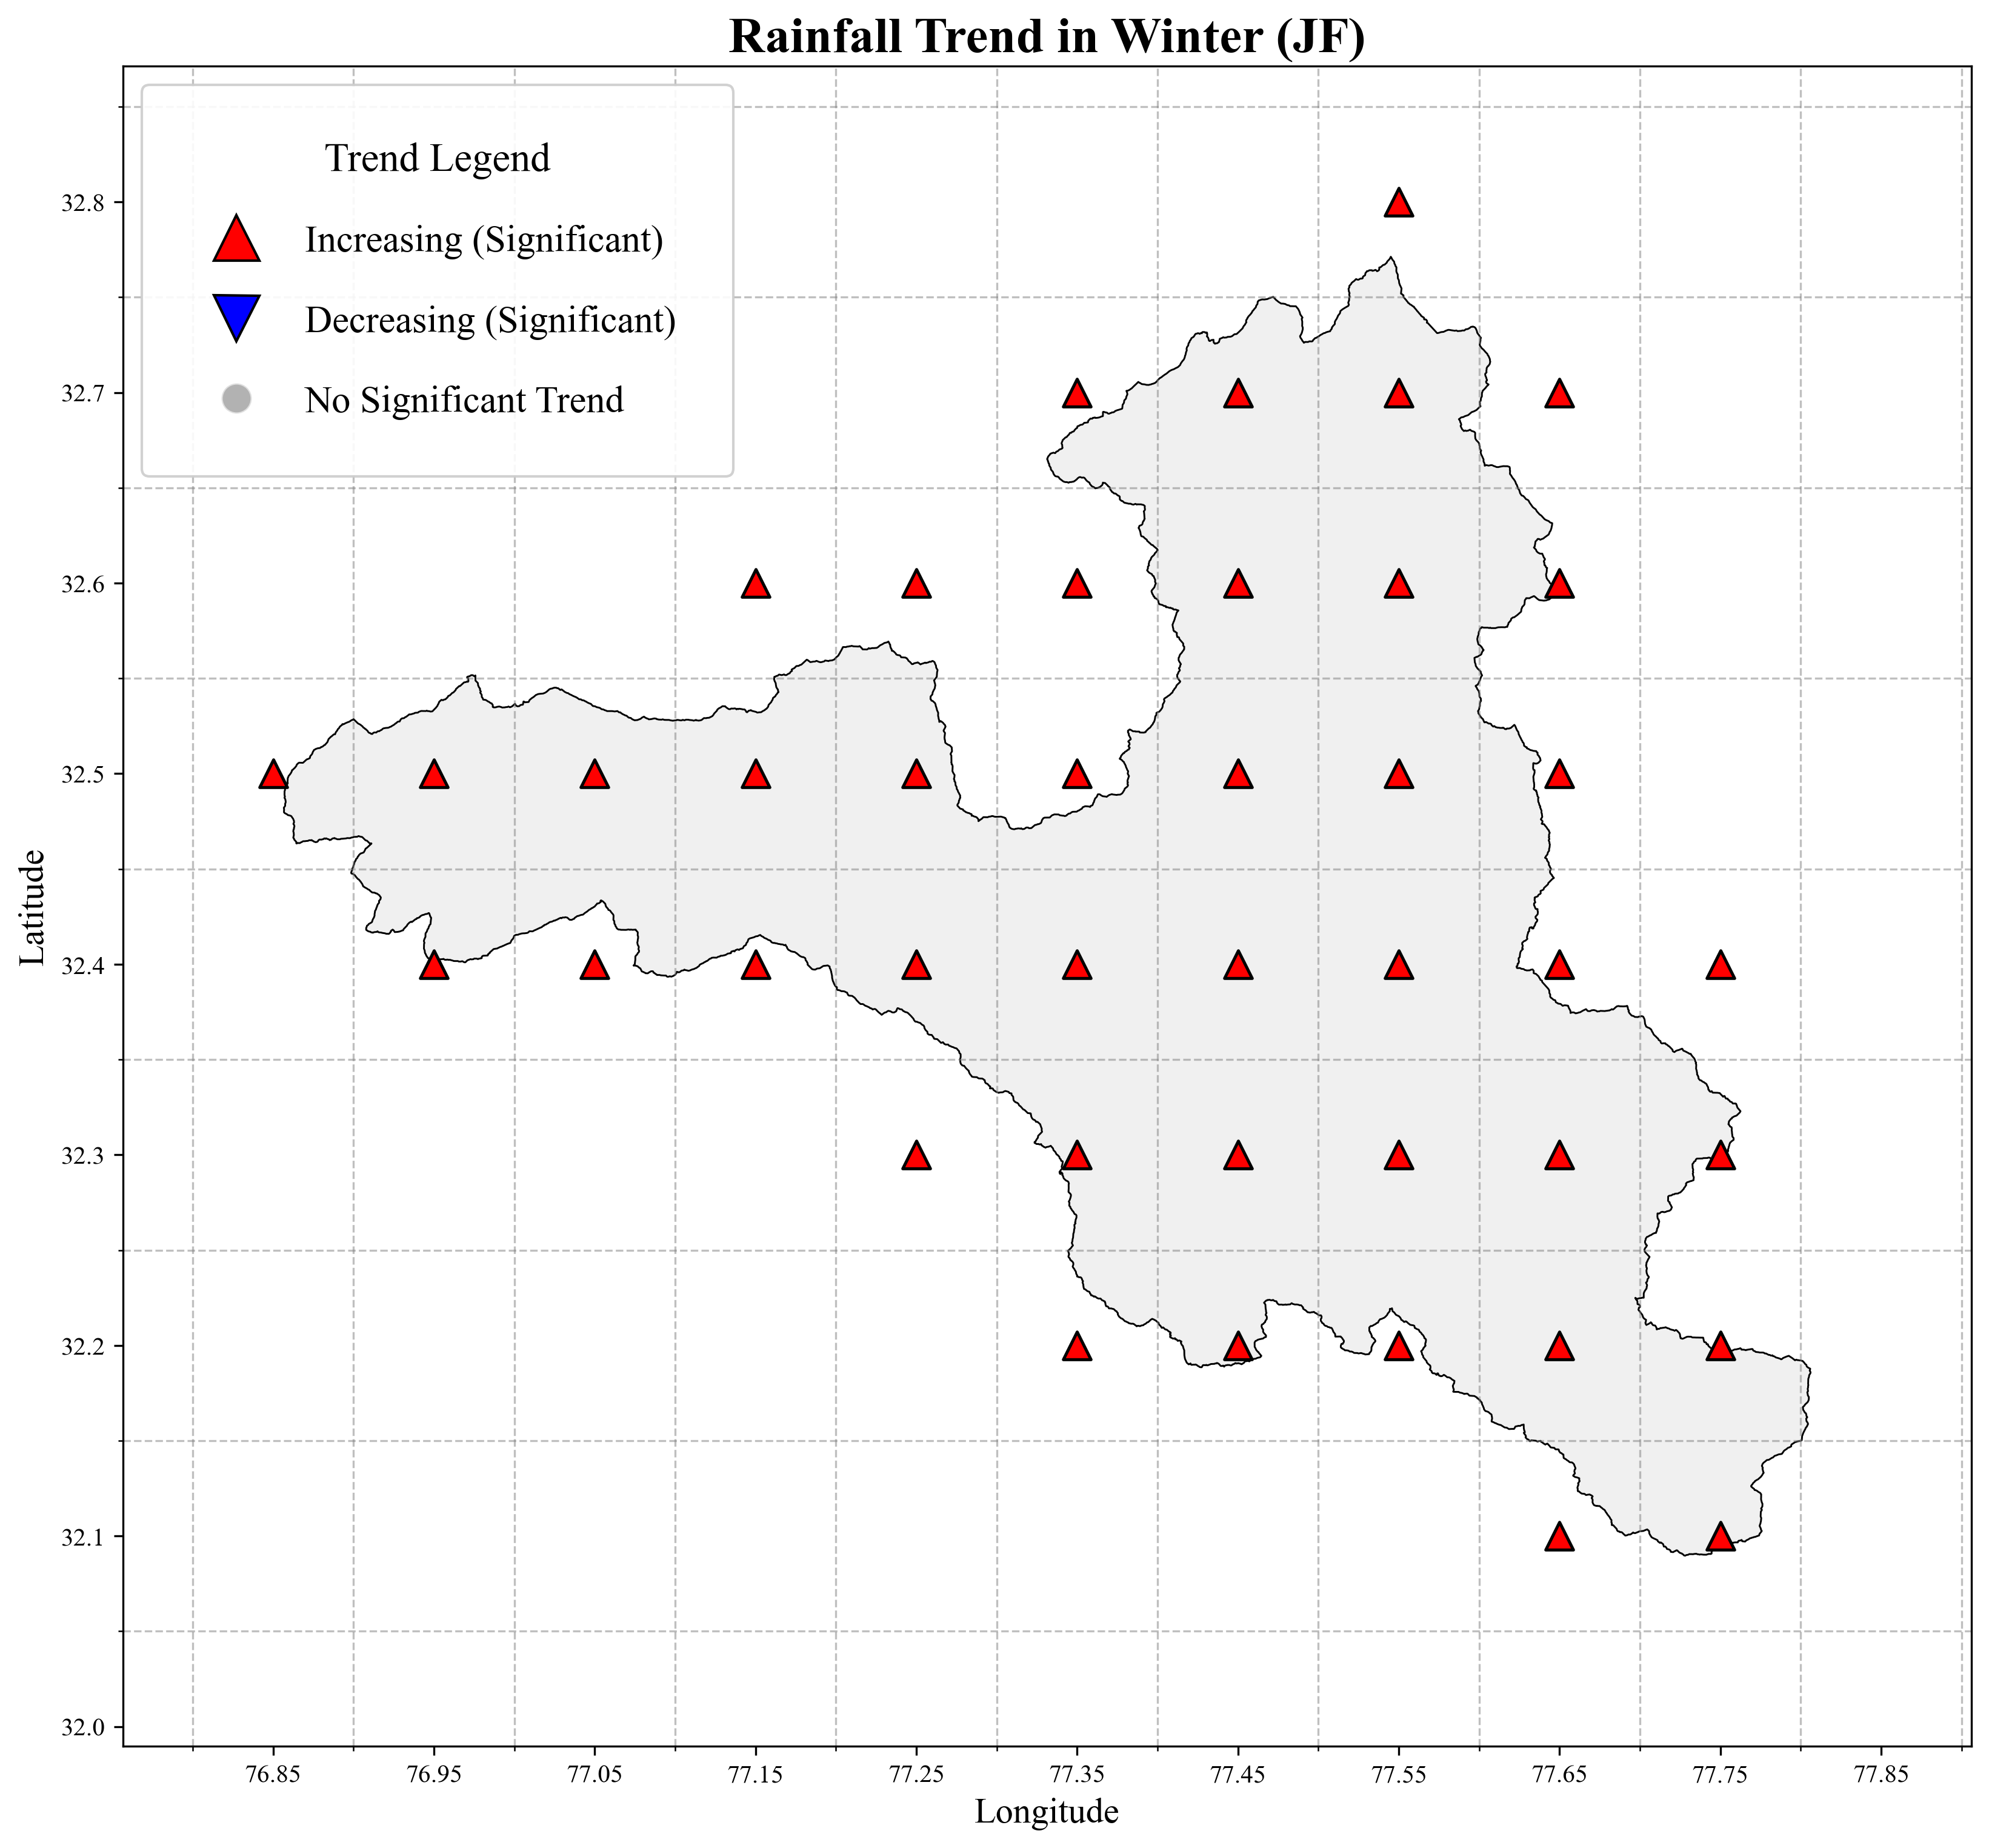 Rainfall Trend in Winter (JF)
Trend Legend
Increasing (Significant)
Decreasing (Significant)
No Significant Trend
Latitude
32.8
32.7
32.6
32.5
32.4
32.3
32.2
32.1
32.0
76.85 76.95 77.05 77.15 77.25 77.35 77.45 77.55 77.65 77.75 77.85
Longitude